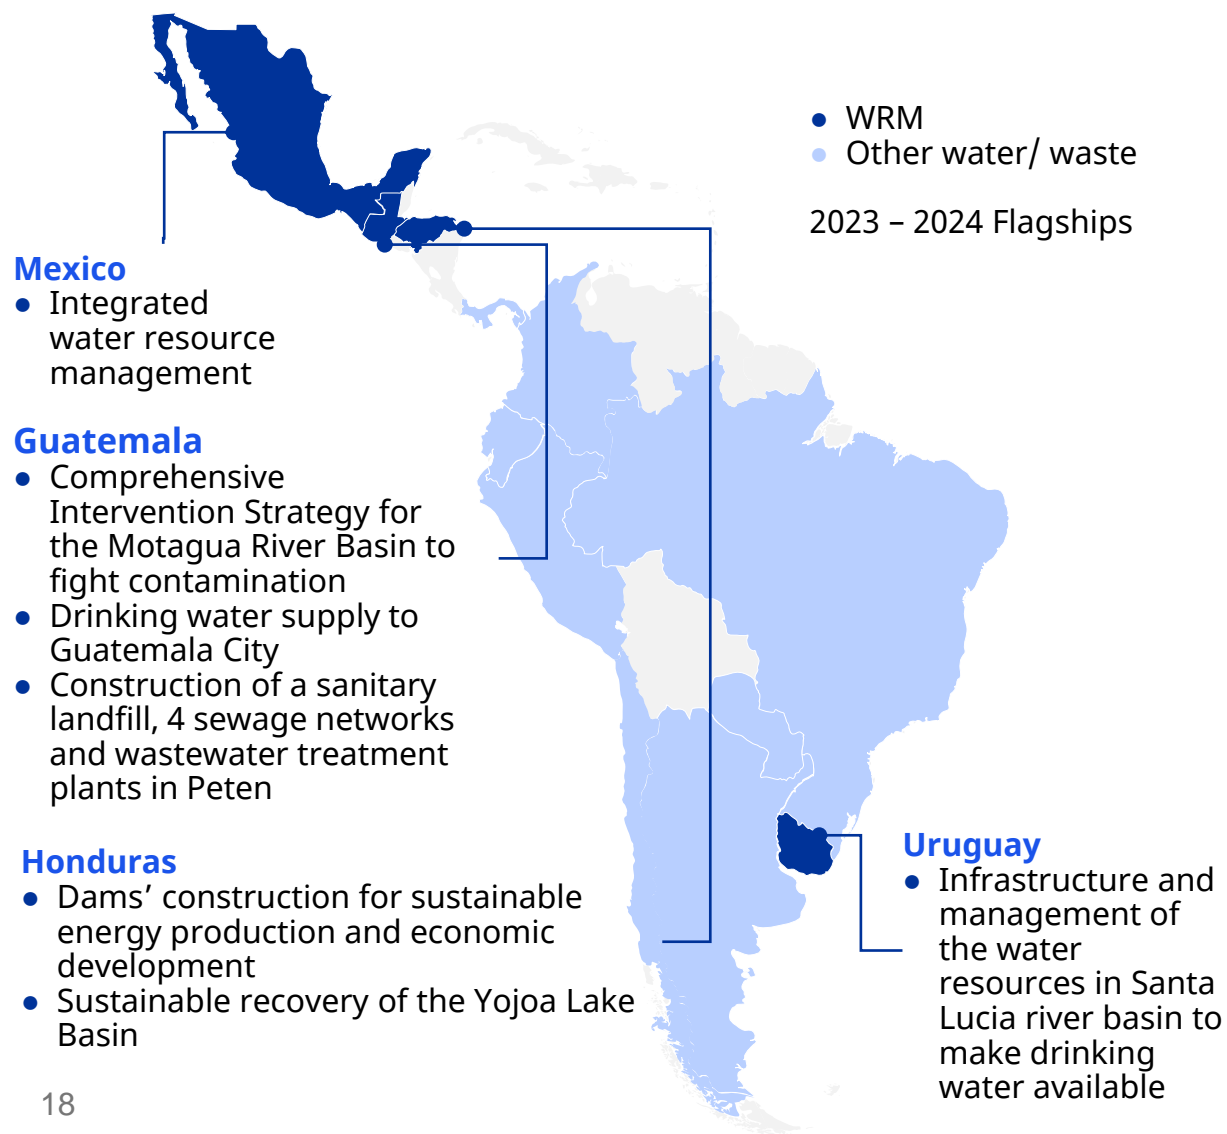 ● WRM
● Other water/ waste
2023 – 2024 Flagships
Mexico
● Integrated
water resource
management
Guatemala
● Comprehensive
Intervention Strategy for
the Motagua River Basin to
fight contamination
● Drinking water supply to
Guatemala City
● Construction of a sanitary
landfill, 4 sewage networks
and wastewater treatment
plants in Peten
Honduras
● Dams’ construction for sustainable
energy production and economic
development
● Sustainable recovery of the Yojoa Lake
Basin
Uruguay
● Infrastructure and
management of
the water
resources in Santa
Lucia river basin to
make drinking
water available
18